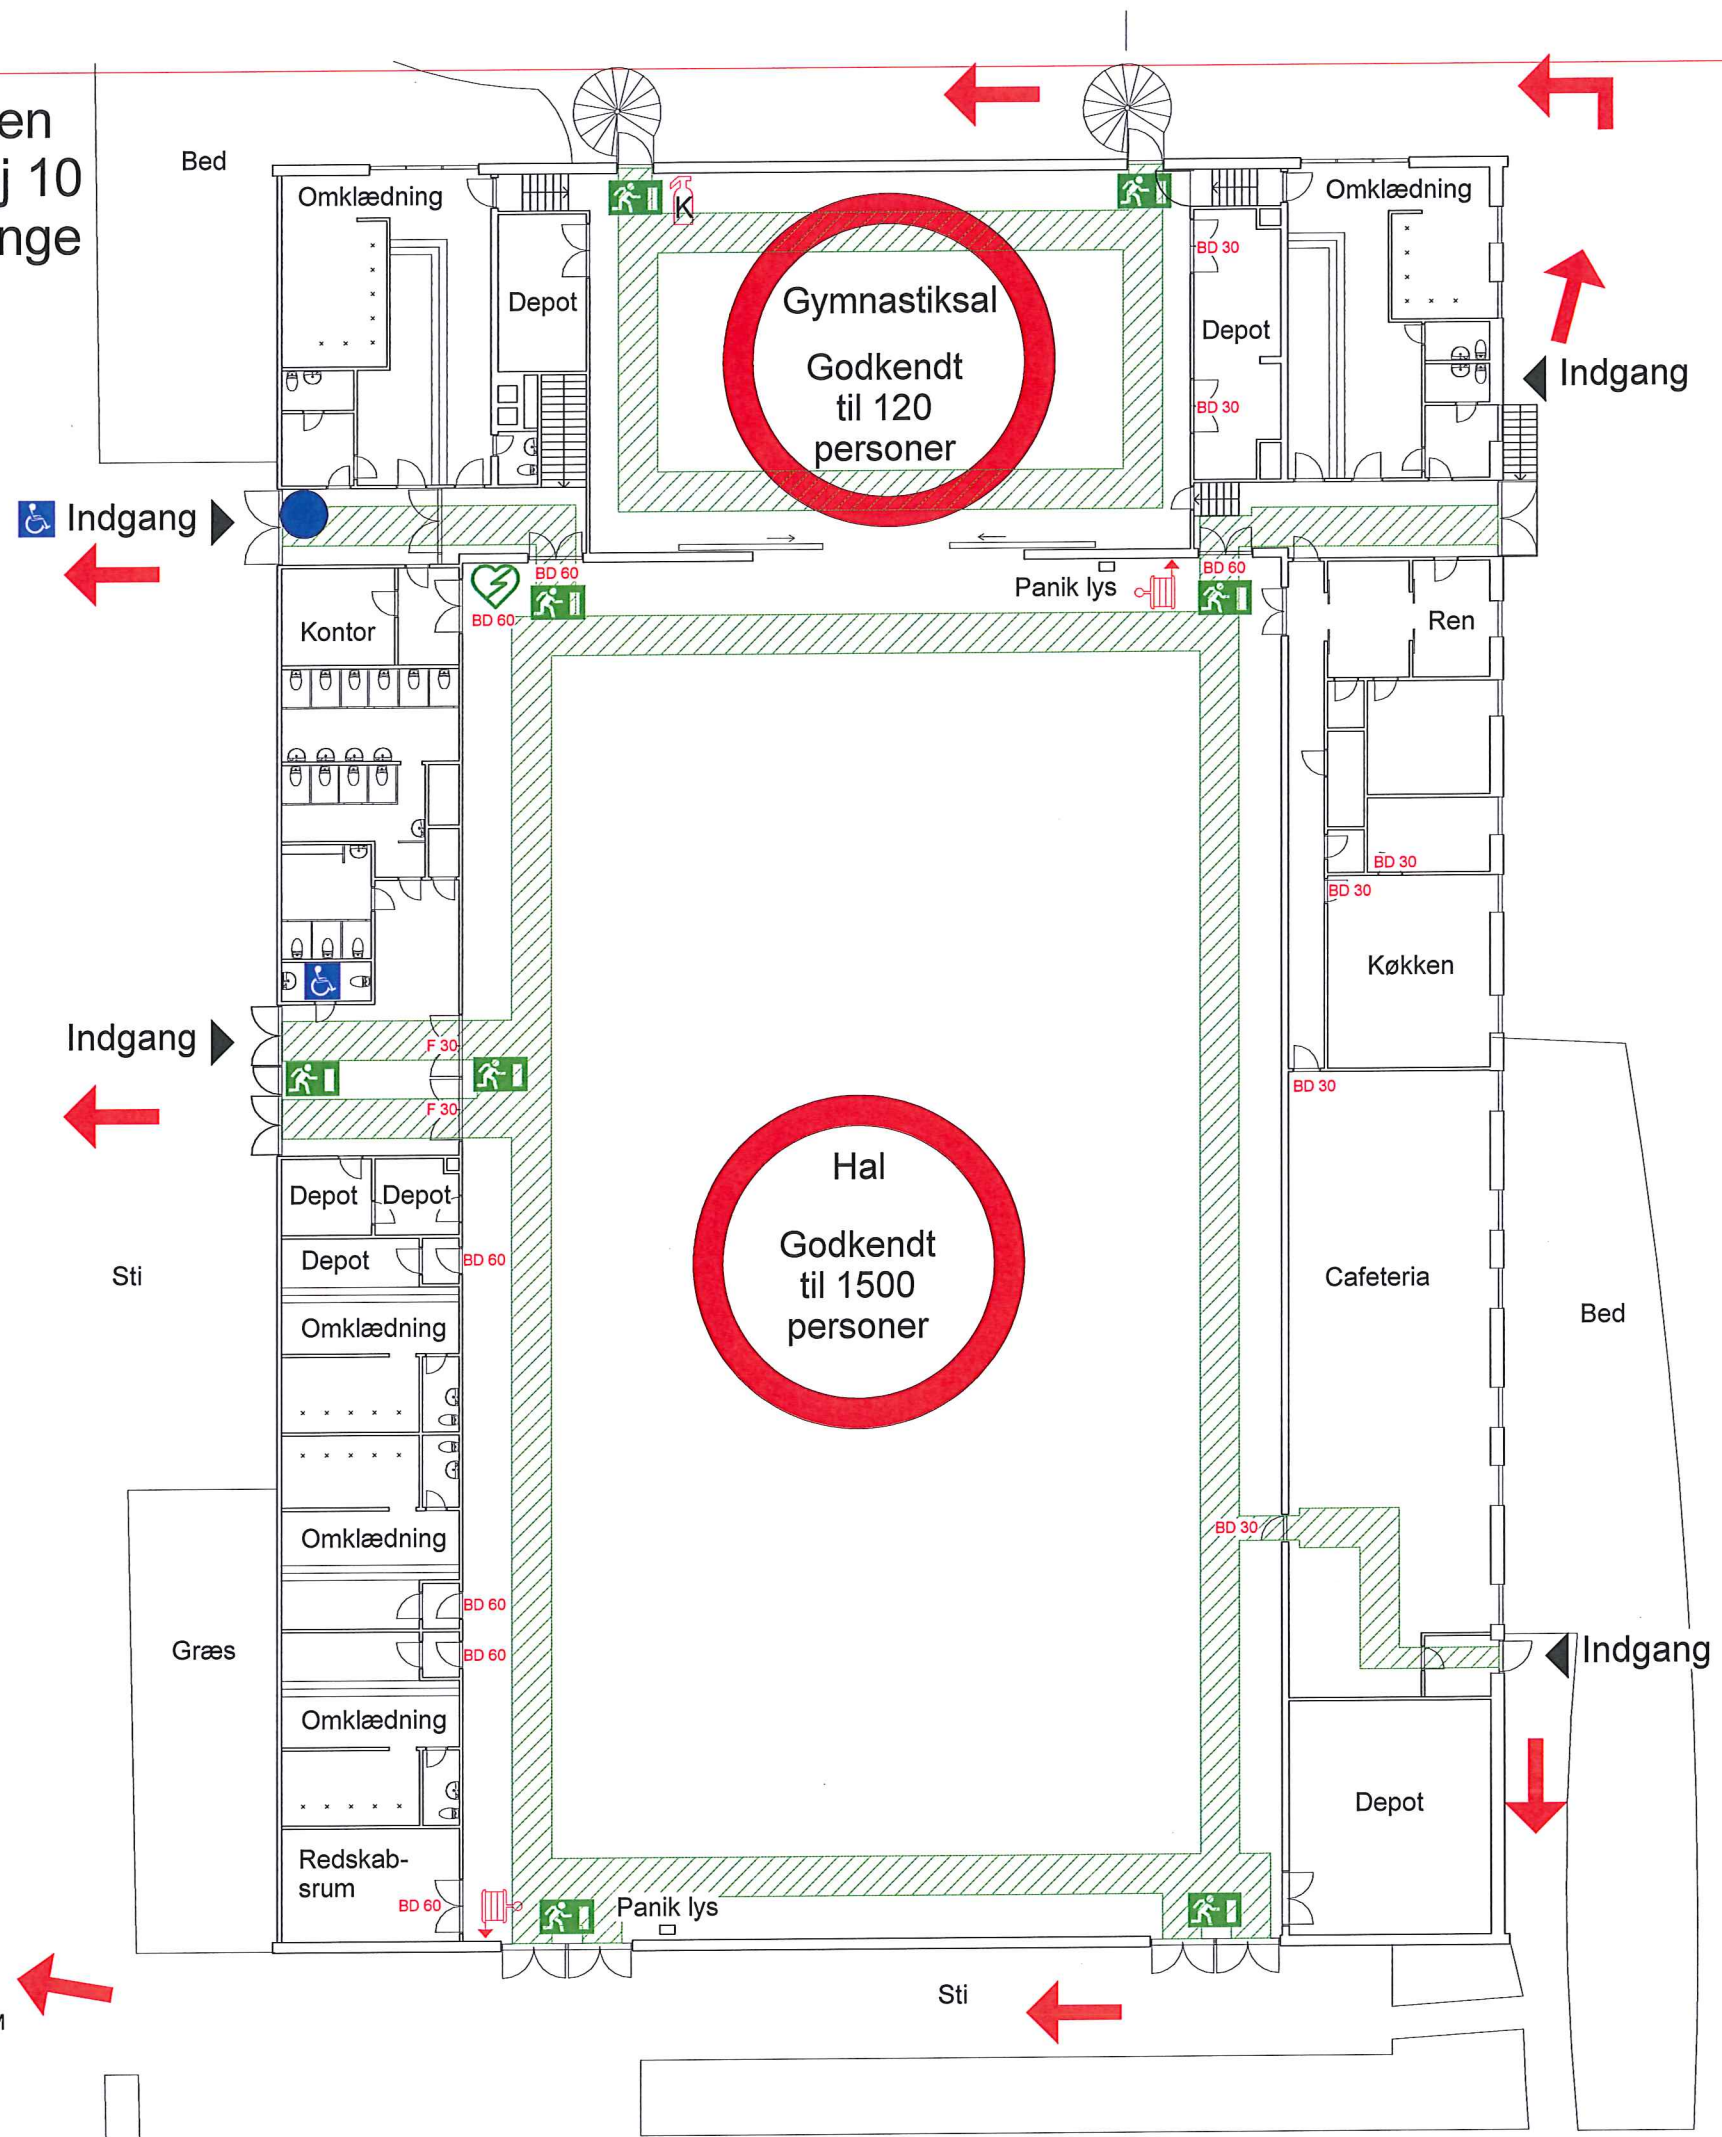 en
j 10
nge
Bed
Omklædning
Omklædning
K
BD 30
Gymnastiksal
Depot
Depot
Godkendt
til 120
personer
Indgang
BD 30
Indgang
BD 60
BD 60
Panik lys
BD 60
Kontor
Ren
BD 30
BD 30
Køkken
Indgang
F 30
BD 30
F 30
Hal
Depot
Depot
Godkendt
til 1500
personer
Depot
BD 60
Sti
Cafeteria
Bed
Omklædning
BD 30
Omklædning
BD 60
Græs
BD 60
Indgang
Omklædning
Depot
Redskab-
srum
BD 60
Panik lys
Sti